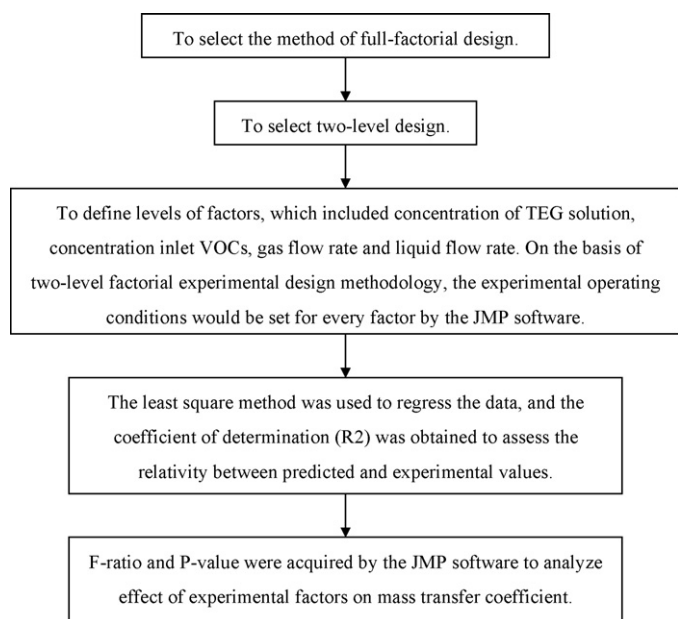 To select the method of full-factorial design.
To select two-level design.
To define levels of factors, which included concentration of TEG solution,
concentration inlet VOCs, gas flow rate and liquid flow rate. On the basis of
two-level factorial experimental design methodology, the experimental operating
conditions would be set for every factor by the JMP software.
The least square method was used to regress the data, and the
coefficient of determination (R2) was obtained to assess the
relativity between predicted and experimental values.
F-ratio and P-value were acquired by the JMP software to analyze
effect of experimental factors on mass transfer coefficient.